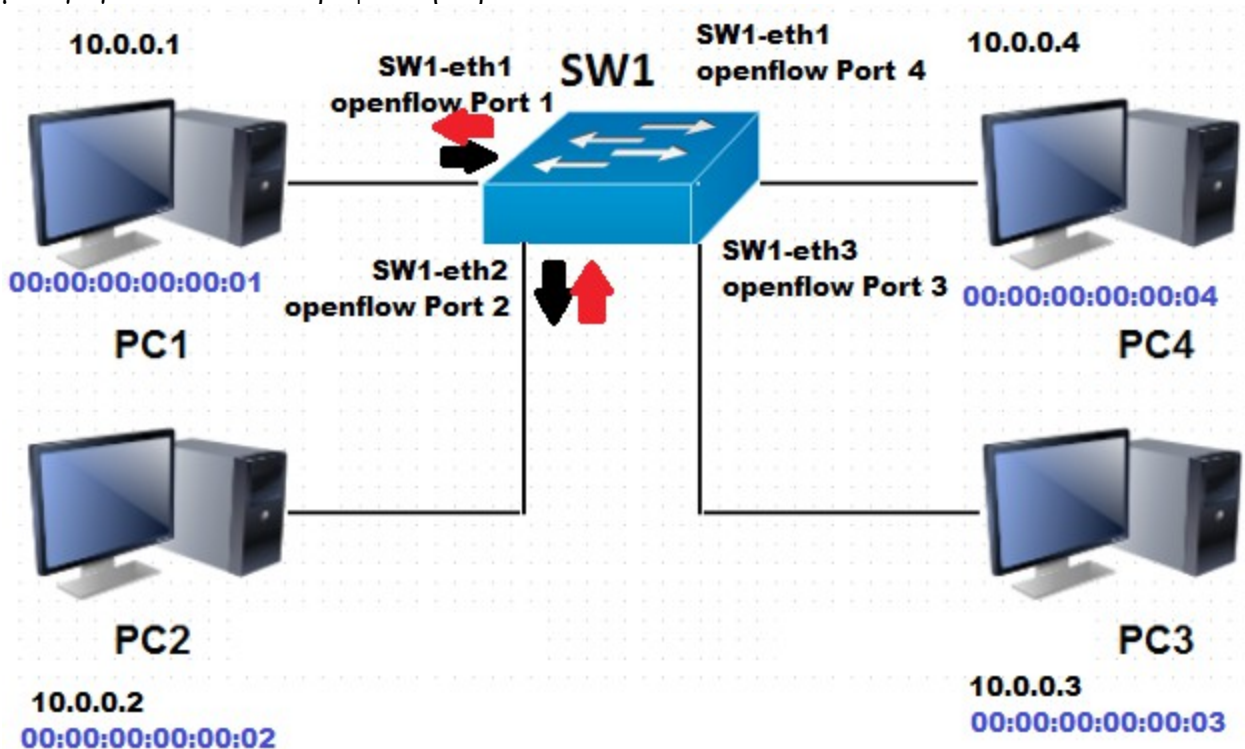 10.0.0.1
SW1-eth1
openflow Port 1
SW1
SW1-eth1
openflow Port 4
10.0.0.4
00:00:00:00:00:01
PC1
SW1-eth2
openflow Port 2
SW1-eth3
openflow Port 3
00:00:00:00:00:04
PC4
PC2
10.0.0.2
00:00:00:00:00:02
PC3
10.0.0.3
00:00:00:00:00:03